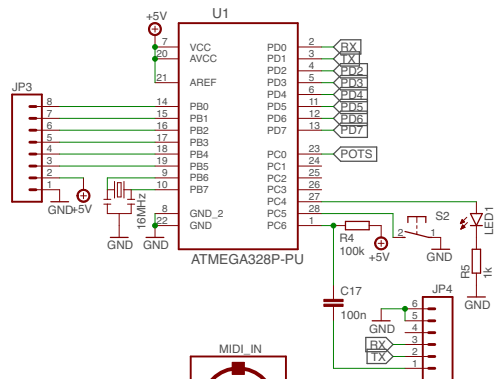 +5V
U1
7 VCC PD0 2 RX
20 AVCC PD1 3 TX
PD2 4 PD2
21 AREF PD3 5 PD3
PD4 6 PD4
JP3
8 14 PB0 PD5 11 PD5
7 15 PB1 PD6 12 PD6
6 16 PB2 PD7 13 PD7
5 17 PB3
4 18 PB4 PC0 23 POTS
3 19 PB5 PC1 24
2 9 PB6 PC2 25
1 10 PB7 PC3 26
GND +5V 16MHz
8 GND_2 PC4 27
22 GND PC5 28
PC6 1
GND GND
ATMEGA328P-PU
R4
100k
+5V
S2
2 1
GND
LED1
R5
1k
GND
C17
100n
JP4
6
5
GND
4
RX 3
TX 2
1
MIDI_IN